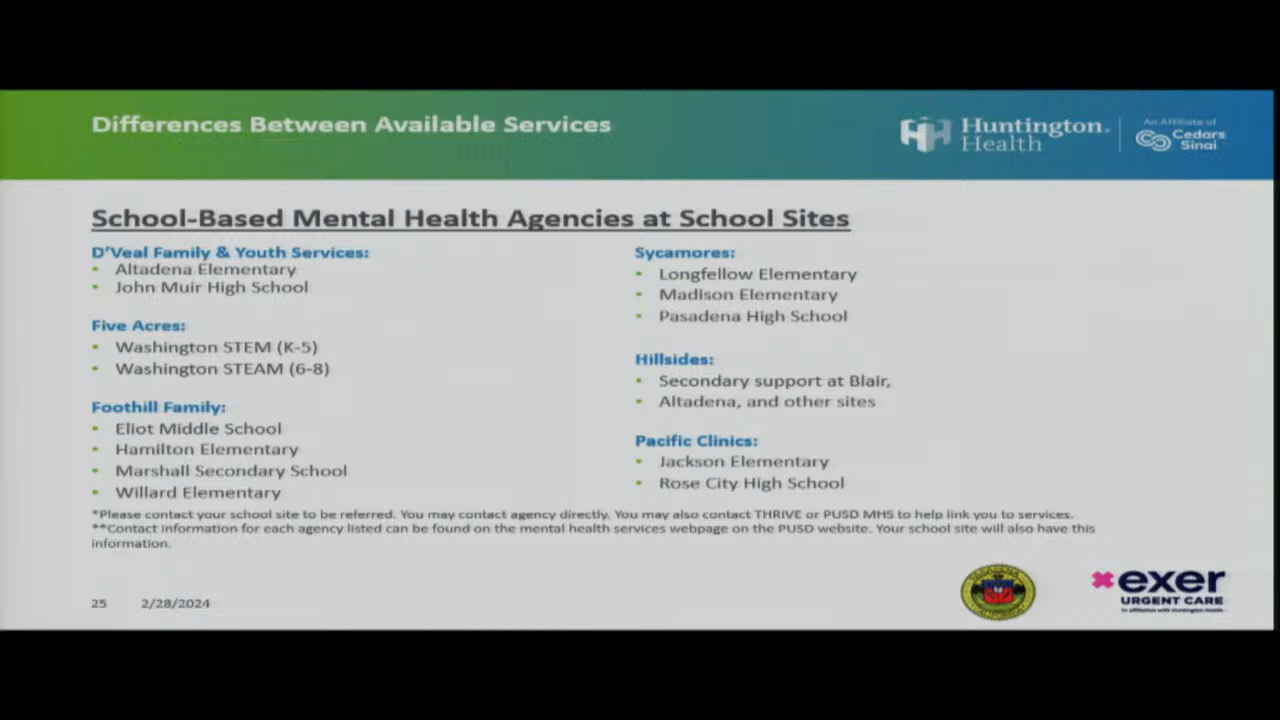 Differences Between Available Services
Huntington
Health
An Affiliate of
Cedars
Sinai
School-Based Mental Health Agencies at School Sites
D'Veal Family & Youth Services:
• Altadena Elementary
• John Muir High School
Five Acres:
• Washington STEM (K-5)
• Washington STEAM (6-8)
Foothill Family:
• Eliot Middle School
• Hamilton Elementary
• Marshall Secondary School
• Willard Elementary
Sycamores:
• Longfellow Elementary
• Madison Elementary
• Pasadena High School
Hillsides:
• Secondary support at Blair,
• Altadena, and other sites
Pacific Clinics:
• Jackson Elementary
• Rose City High School
*Please contact your school site to be referred. You may contact agency directly. You may also contact THRIVE or PUSD MHS to help link you to services.
**Contact information for each agency listed can be found on the mental health services webpage on the PUSD website. Your school site will also have this
information.
25 2/28/2024
exer
URGENT CARE
In affiliation with Huntington Health